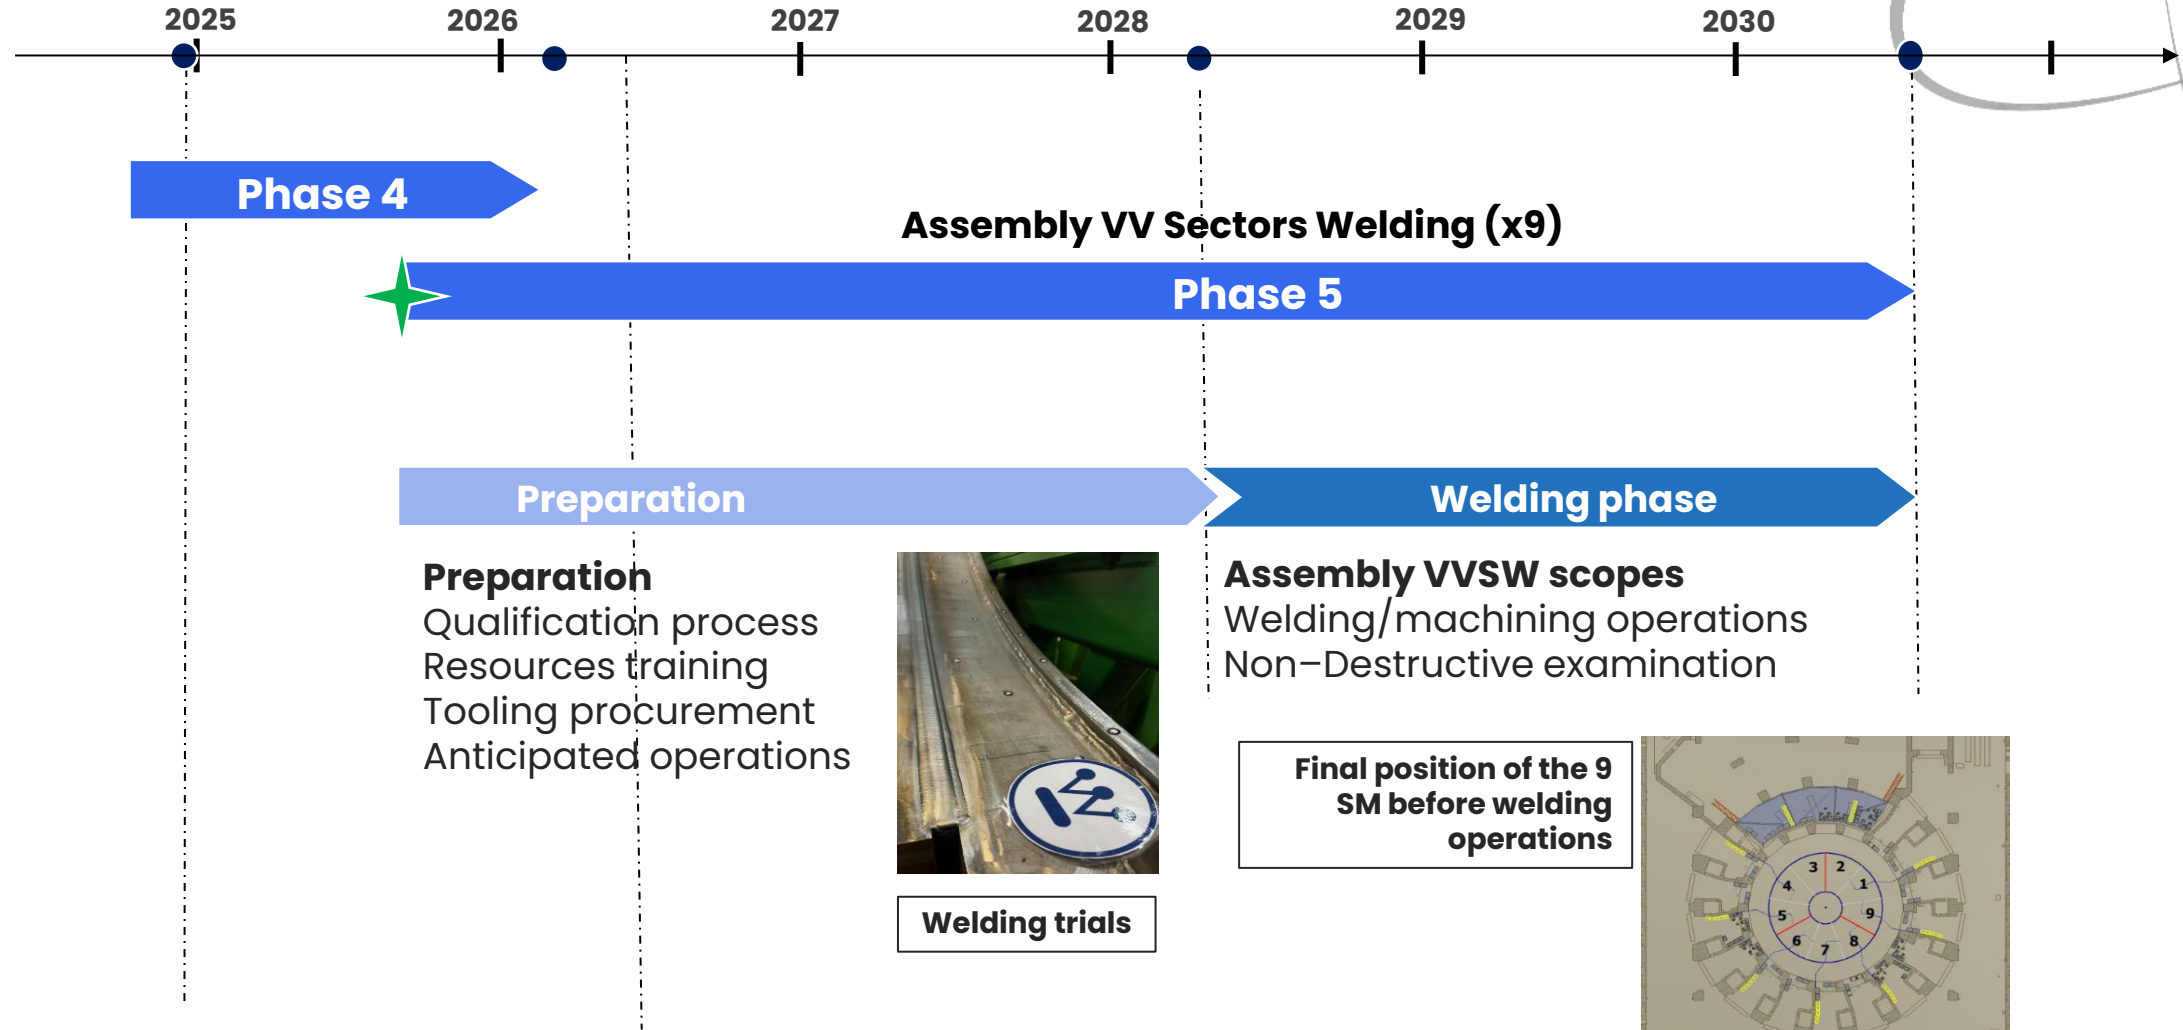 2025 2026 2027 2028 2029 2030
Phase 4
Assembly VV Sectors Welding (x9)
Phase 5
Preparation
Welding phase
Preparation
Qualification process
Resources training
Tooling procurement
Anticipated operations
Welding trials
Assembly VVSW scopes
Welding/machining operations
Non–Destructive examination
Final position of the 9
SM before welding
operations
3 2
4 1
5 9
6 8
7